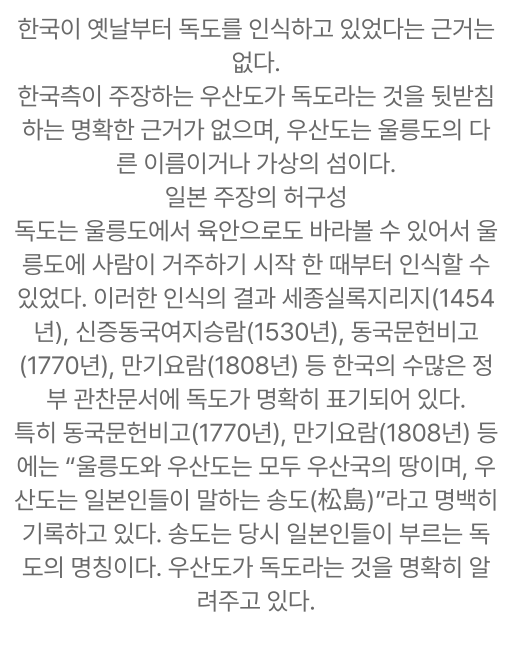 한국이 옛날부터 독도를 인식하고 있었다는 근거는
없다.
한국측이 주장하는 우산도가 독도라는 것을 뒷받침
하는 명확한 근거가 없으며, 우산도는 울릉도의 다
른 이름이거나 가상의 섬이다.
일본 주장의 허구성
독도는 울릉도에서 육안으로도 바라볼 수 있어서 울
릉도에 사람이 거주하기 시작 한 때부터 인식할 수
있었다. 이러한 인식의 결과 세종실록지리지(1454
년), 신증동국여지승람(1530년), 동국문헌비고
(1770년), 만기요람(1808년) 등 한국의 수많은 정
부 관찬문서에 독도가 명확히 표기되어 있다.
특히 동국문헌비고(1770년), 만기요람(1808년) 등
에는 “울릉도와 우산도는 모두 우산국의 땅이며, 우
산도는 일본인들이 말하는 송도(松島)”라고 명백히
기록하고 있다. 송도는 당시 일본인들이 부르는 독
도의 명칭이다. 우산도가 독도라는 것을 명확히 알
려주고 있다.